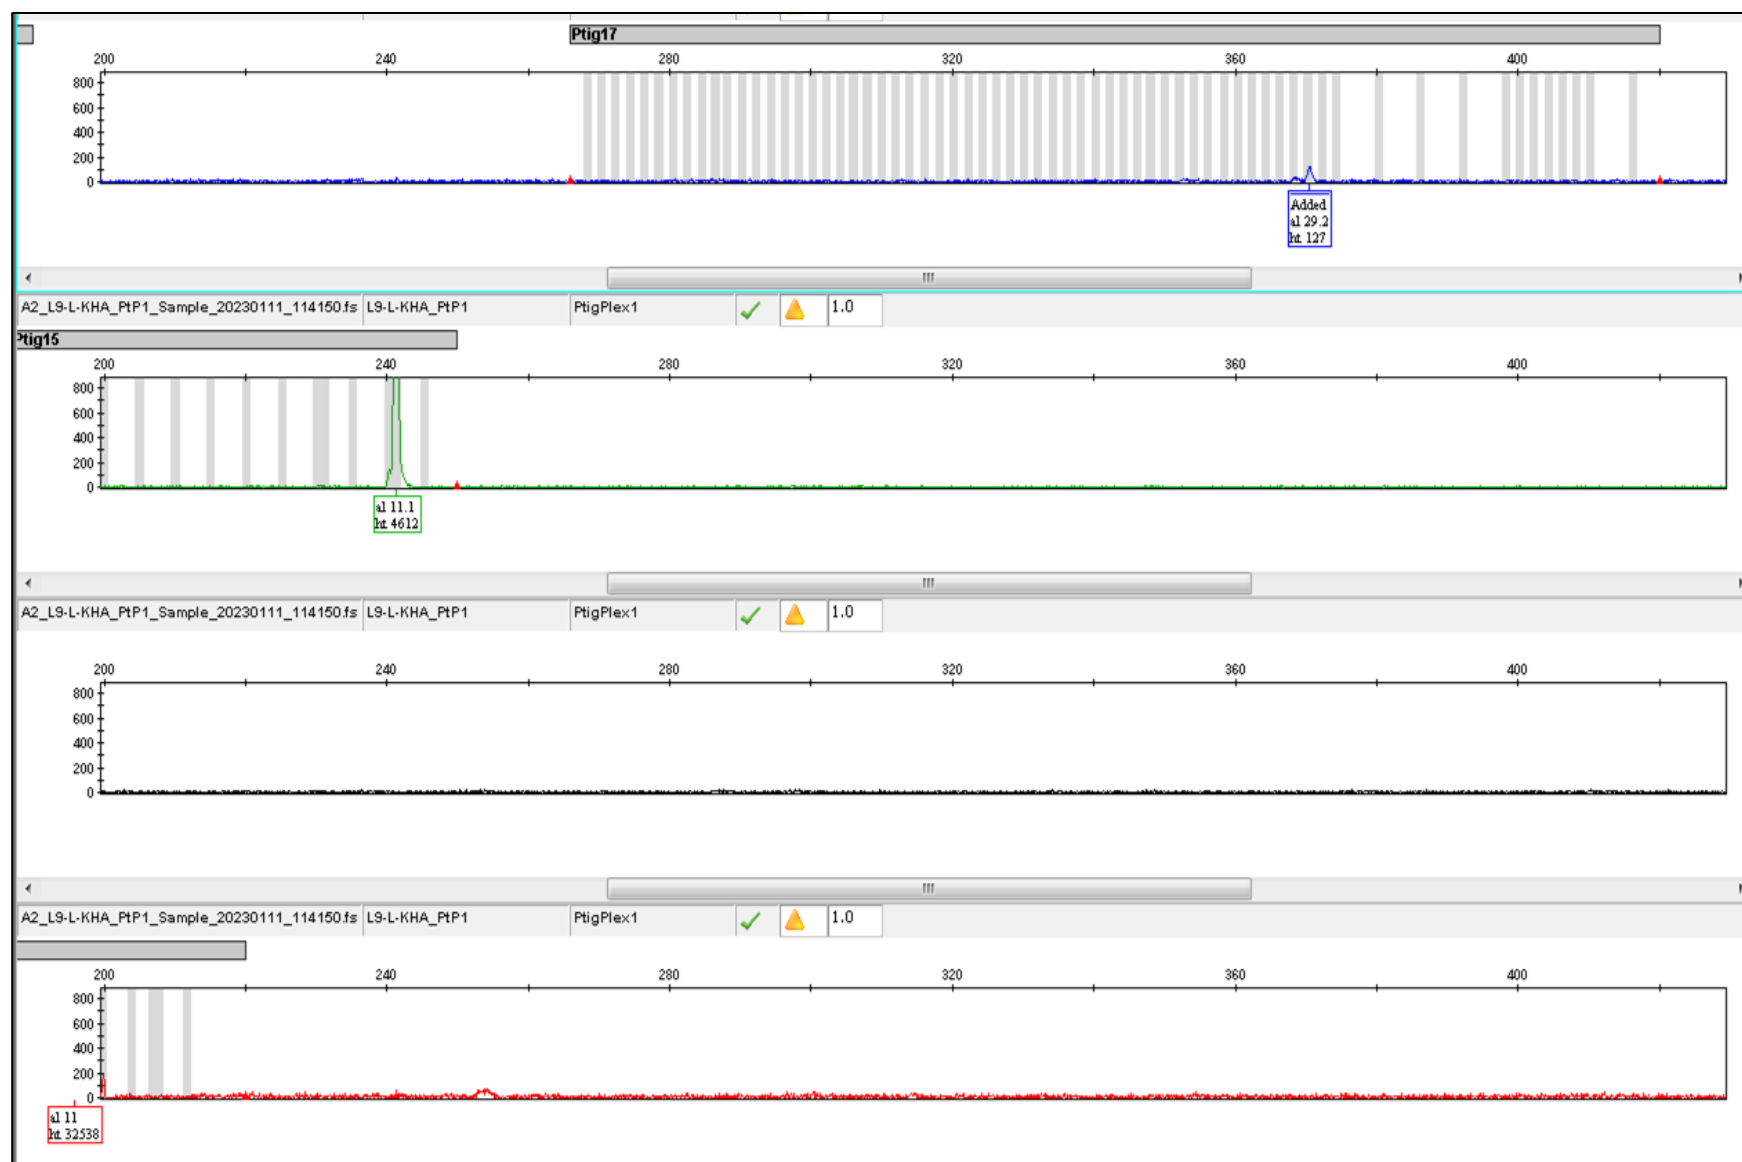 Ptig17
200 240 280 320 360 400
800
600
400
200
0
Added
al 29.2
ht 127
A2_L9-L-KHA_PtP1_Sample_20230111_114150.fs L9-L-KHA_PtP1 PtigPlex1 1.0
Ptig15
200 240 280 320 360 400
800
600
400
200
0
al 11.1
ht 4612
A2_L9-L-KHA_PtP1_Sample_20230111_114150.fs L9-L-KHA_PtP1 PtigPlex1 1.0
200 240 280 320 360 400
800
600
400
200
0
A2_L9-L-KHA_PtP1_Sample_20230111_114150.fs L9-L-KHA_PtP1 PtigPlex1 1.0
200 240 280 320 360 400
800
600
400
200
0
al 11
ht 32538